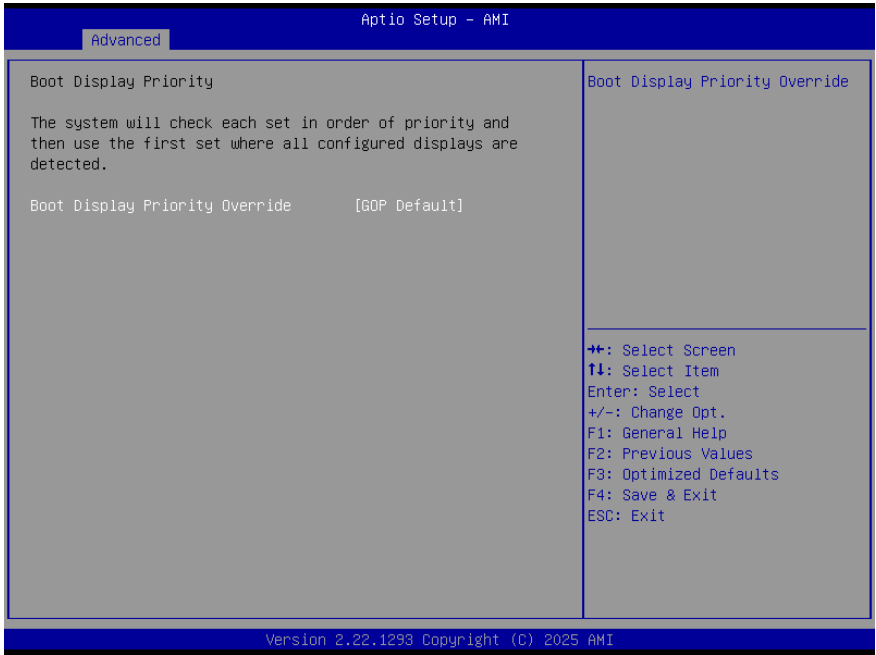 Aptio Setup – AMI
Advanced
Boot Display Priority
The system will check each set in order of priority and
then use the first set where all configured displays are
detected.
Boot Display Priority Override [GOP Default]
Boot Display Priority Override
→←: Select Screen
↑↓: Select Item
Enter: Select
+/-: Change Opt.
F1: General Help
F2: Previous Values
F3: Optimized Defaults
F4: Save & Exit
ESC: Exit
Version 2.22.1293 Copyright (C) 2025 AMI